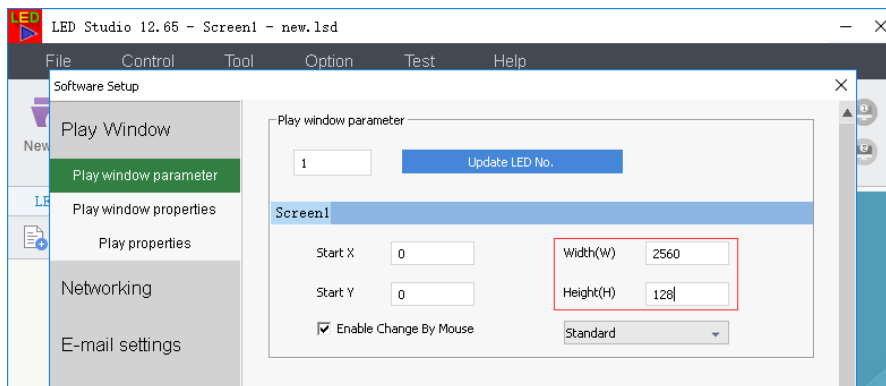 LED
LED Studio 12.65 - Screen1 - new.lsd
File Control Tool Option Test Help
Software Setup
New
LE
Play Window
Play window parameter
Play window properties
Play properties
Networking
E-mail settings
Play window parameter
1 Update LED No.
Screen1
Start X 0 Width(W) 2560
Start Y 0 Height(H) 128
Enable Change By Mouse Standard